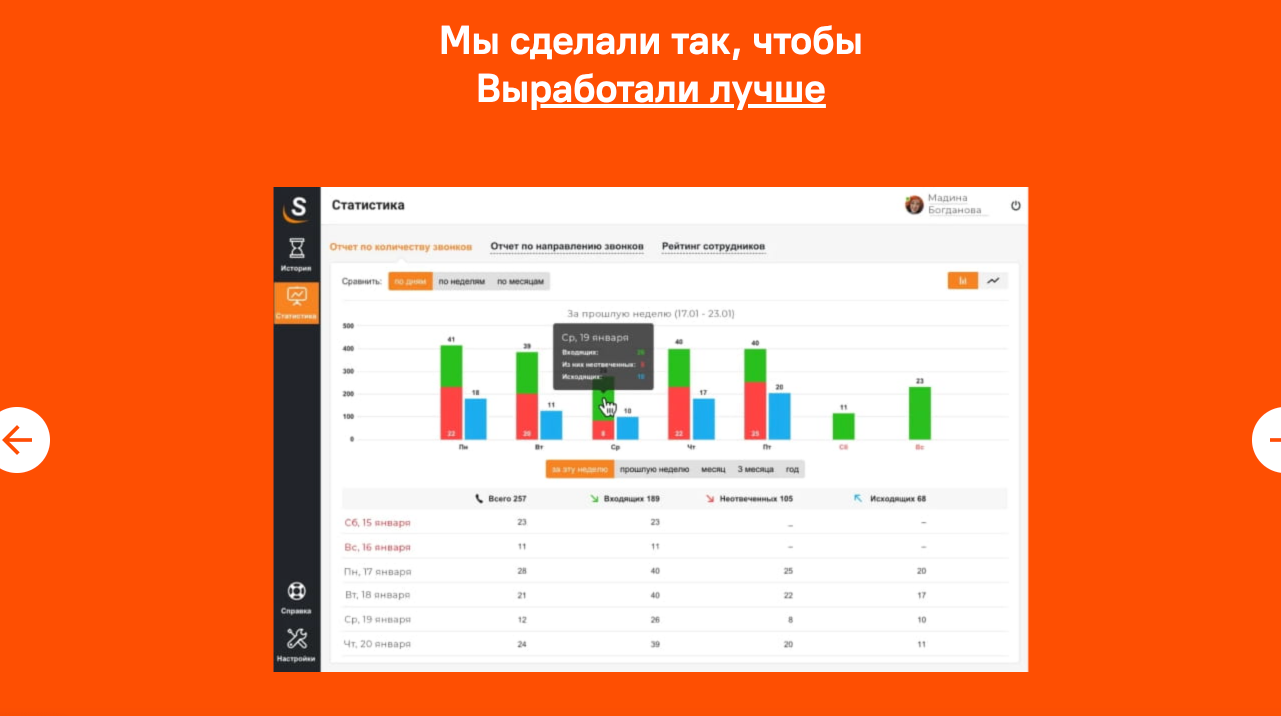 Мы сделали так, чтобы
Выработали лучше
S
Статистика
Мадина
Богданова
История
Статистика
Справка
Настройки
Отчет по количеству звонков Отчет по направлению звонков Рейтинг сотрудников
Сравнить: по дням по неделям по месяцам
За прошлую неделю (17.01 - 23.01)
500
400
300
200
100
0
41 18 39 11 10 40 17 40 20 11 23
22 20 8 22 25
Ср, 19 января
Входящих: 26
Из них неотвеченных: 8
Исходящих: 10
Пн Вт Ср Чт Пт Сб Вс
за эту неделю прошлую неделю месяц 3 месяца год
Всего 257 Входящих 189 Неотвеченных 105 Исходящих 68
Сб, 15 января 23 23 – –
Вс, 16 января 11 11 – –
Пн, 17 января 28 40 25 20
Вт, 18 января 21 40 22 17
Ср, 19 января 12 26 8 10
Чт, 20 января 24 39 20 11